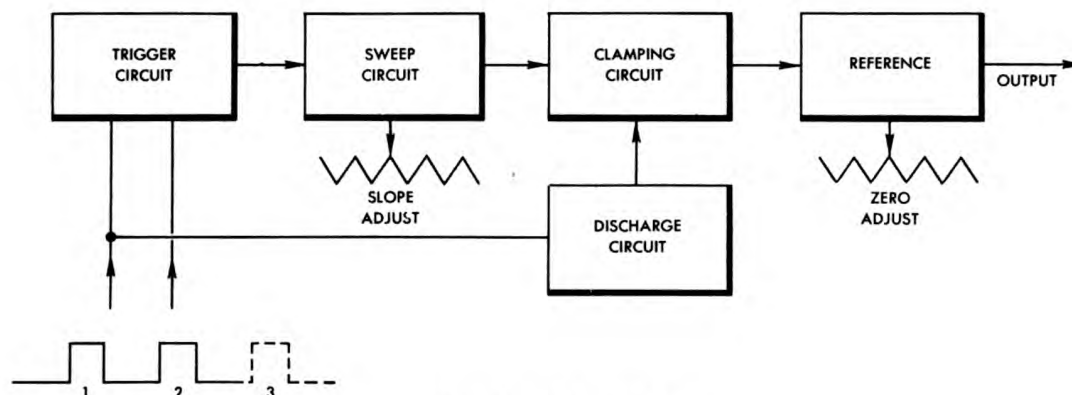 TRIGGER
CIRCUIT
SWEEP
CIRCUIT
CLAMPING
CIRCUIT
REFERENCE
OUTPUT
SLOPE
ADJUST
DISCHARGE
CIRCUIT
ZERO
ADJUST
1 2 3